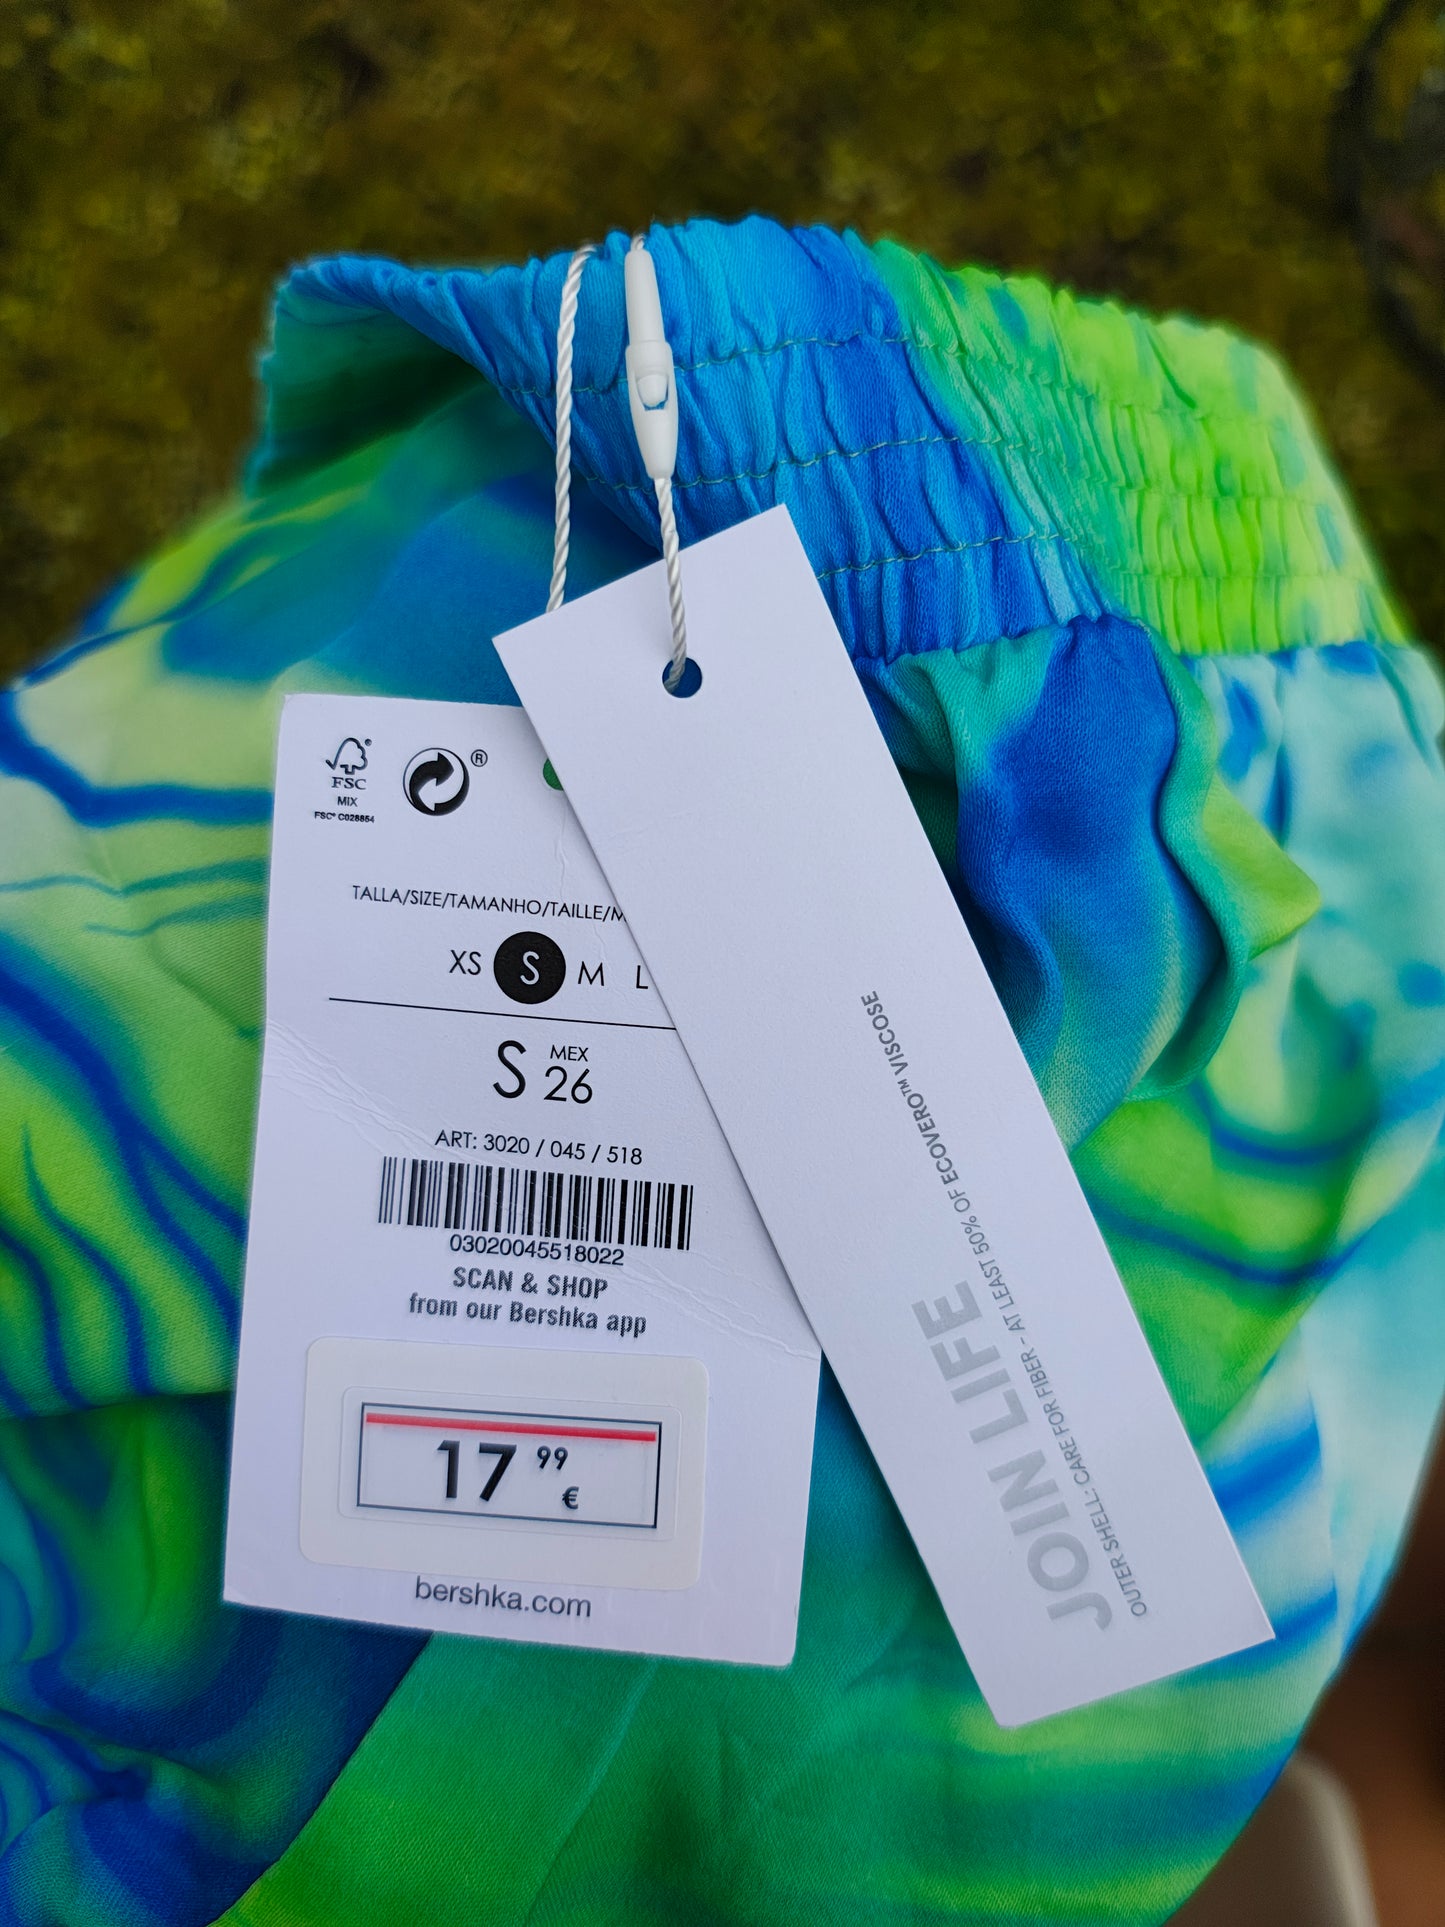 FSC
MIX
FSC® C028854
®
®
TALLA/SIZE/TAMANHO/TAILLE/M
XS S M L
S MEX 26
ART: 3020 / 045 / 518
03020045518022
SCAN & SHOP
from our Bershka app
17 99 €
bershka.com
JOIN LIFE
OUTER SHELL: CARE FOR FIBER – AT LEAST 50% OF ECOVERO™ VISCOSE